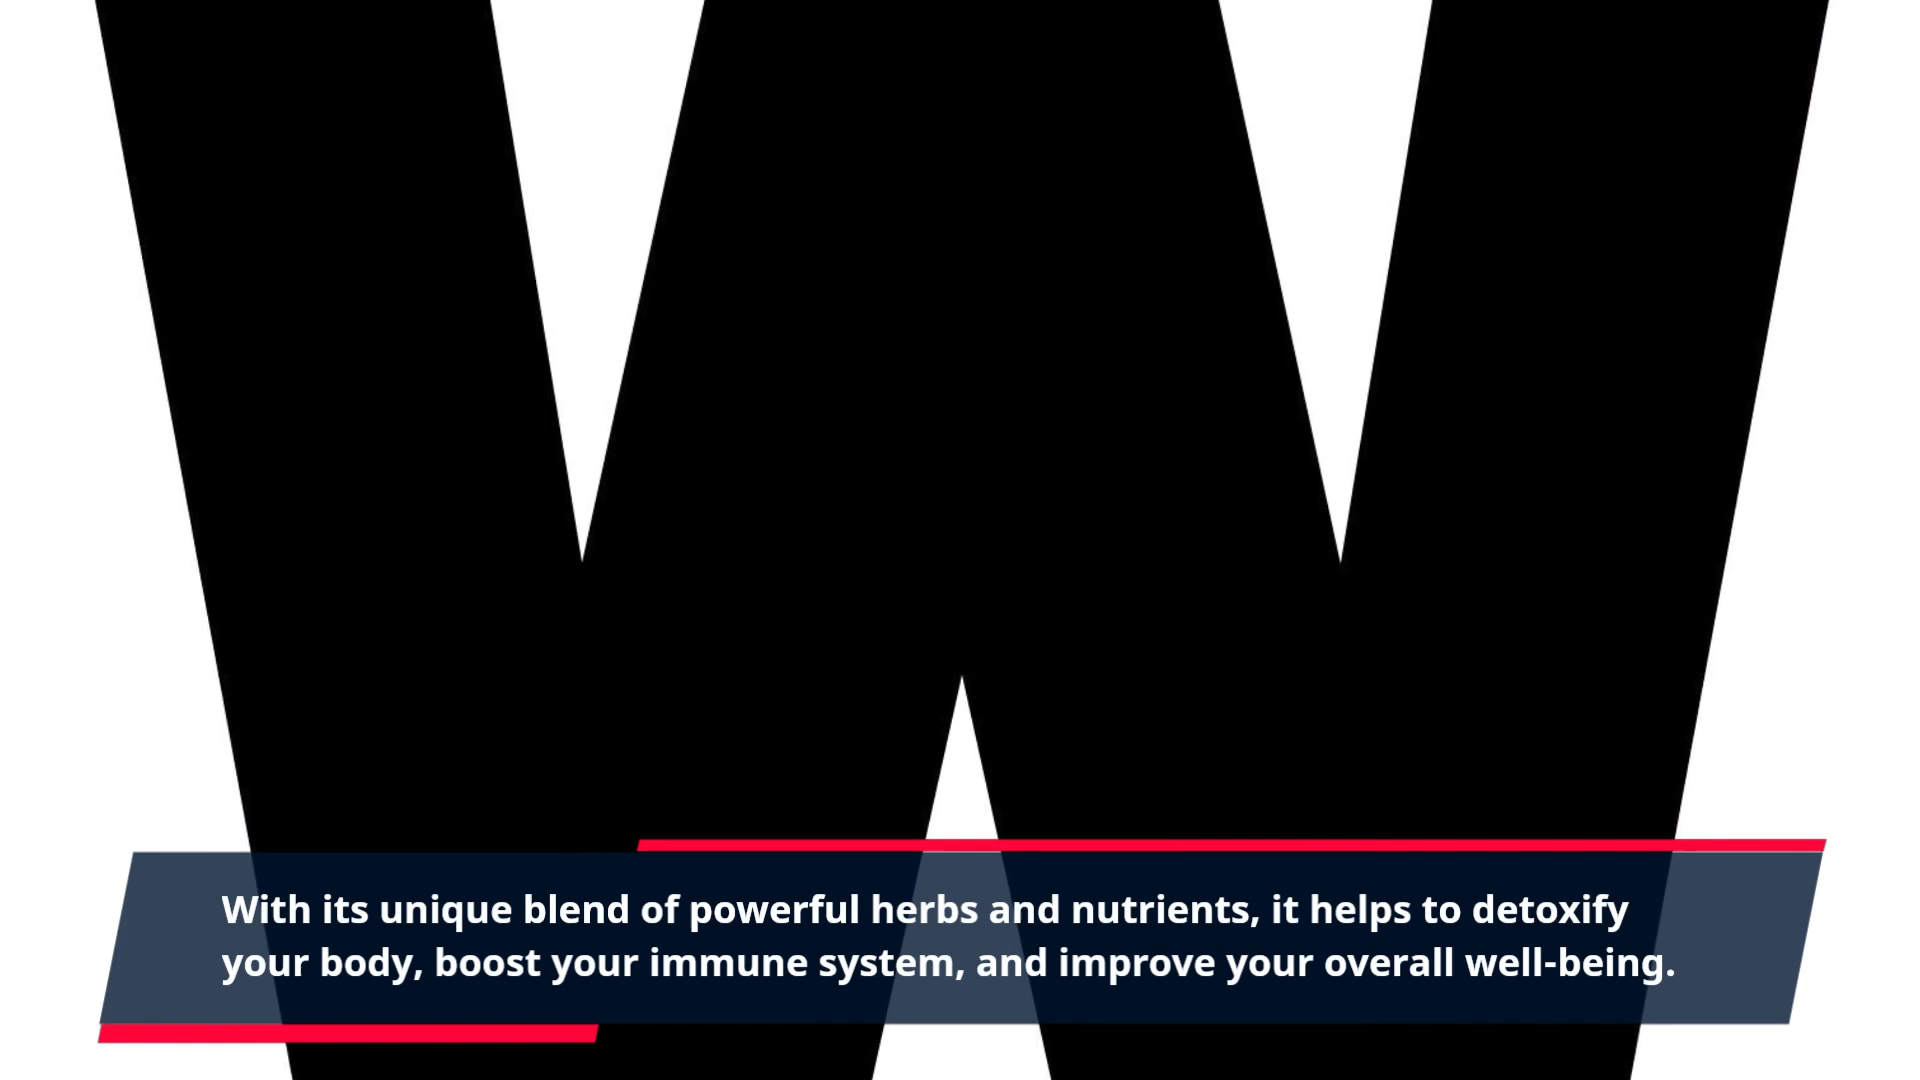 W
With its unique blend of powerful herbs and nutrients, it helps to detoxify
your body, boost your immune system, and improve your overall well-being.